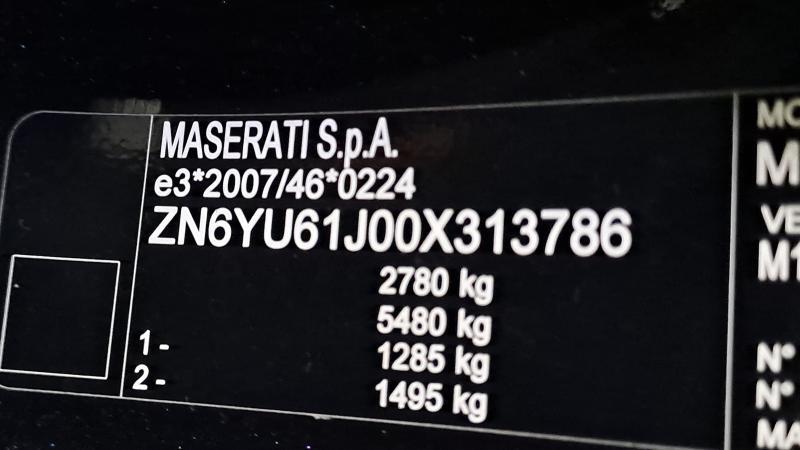 MASERATI S.p.A.
e3*2007/46*0224
ZN6YU61J00X313786
2780 kg
5480 kg
1- 1285 kg
2- 1495 kg
N°
N°